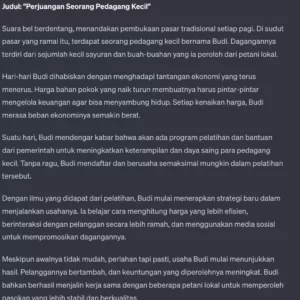 Judul: "Perjuangan Seorang Pedagang Kecil"
Suara bel berdentang, menandakan pembukaan pasar tradisional setiap pagi. Di sudut
pasar yang ramai itu, terdapat seorang pedagang kecil bernama Budi. Dagangannya
terdiri dari sejumlah kecil sayuran dan buah-buahan yang ia peroleh dari petani lokal.
Hari-hari Budi dihabiskan dengan menghadapi tantangan ekonomi yang terus
menerus. Harga bahan pokok yang naik turun membuatnya harus pintar-pintar
mengelola keuangan agar bisa menyambung hidup. Setiap kenaikan harga, Budi
merasa beban ekonominya semakin berat.
Suatu hari, Budi mendengar kabar bahwa akan ada program pelatihan dan bantuan
dari pemerintah untuk meningkatkan keterampilan dan daya saing para pedagang
kecil. Tanpa ragu, Budi mendaftar dan berusaha semaksimal mungkin dalam pelatihan
tersebut.
Dengan ilmu yang didapat dari pelatihan, Budi mulai menerapkan strategi baru dalam
menjalankan usahanya. Ia belajar cara menghitung harga yang lebih efisien,
berinteraksi dengan pelanggan secara lebih ramah, dan menggunakan media sosial
untuk mempromosikan dagangannya.
Meskipun awalnya tidak mudah, perlahan tapi pasti, usaha Budi mulai menunjukkan
hasil. Pelanggannya bertambah, dan keuntungan yang diperolehnya meningkat. Budi
bahkan berhasil menjalin kerja sama dengan beberapa petani lokal untuk memperoleh
pasokan yang lebih stabil dan berkualitas.